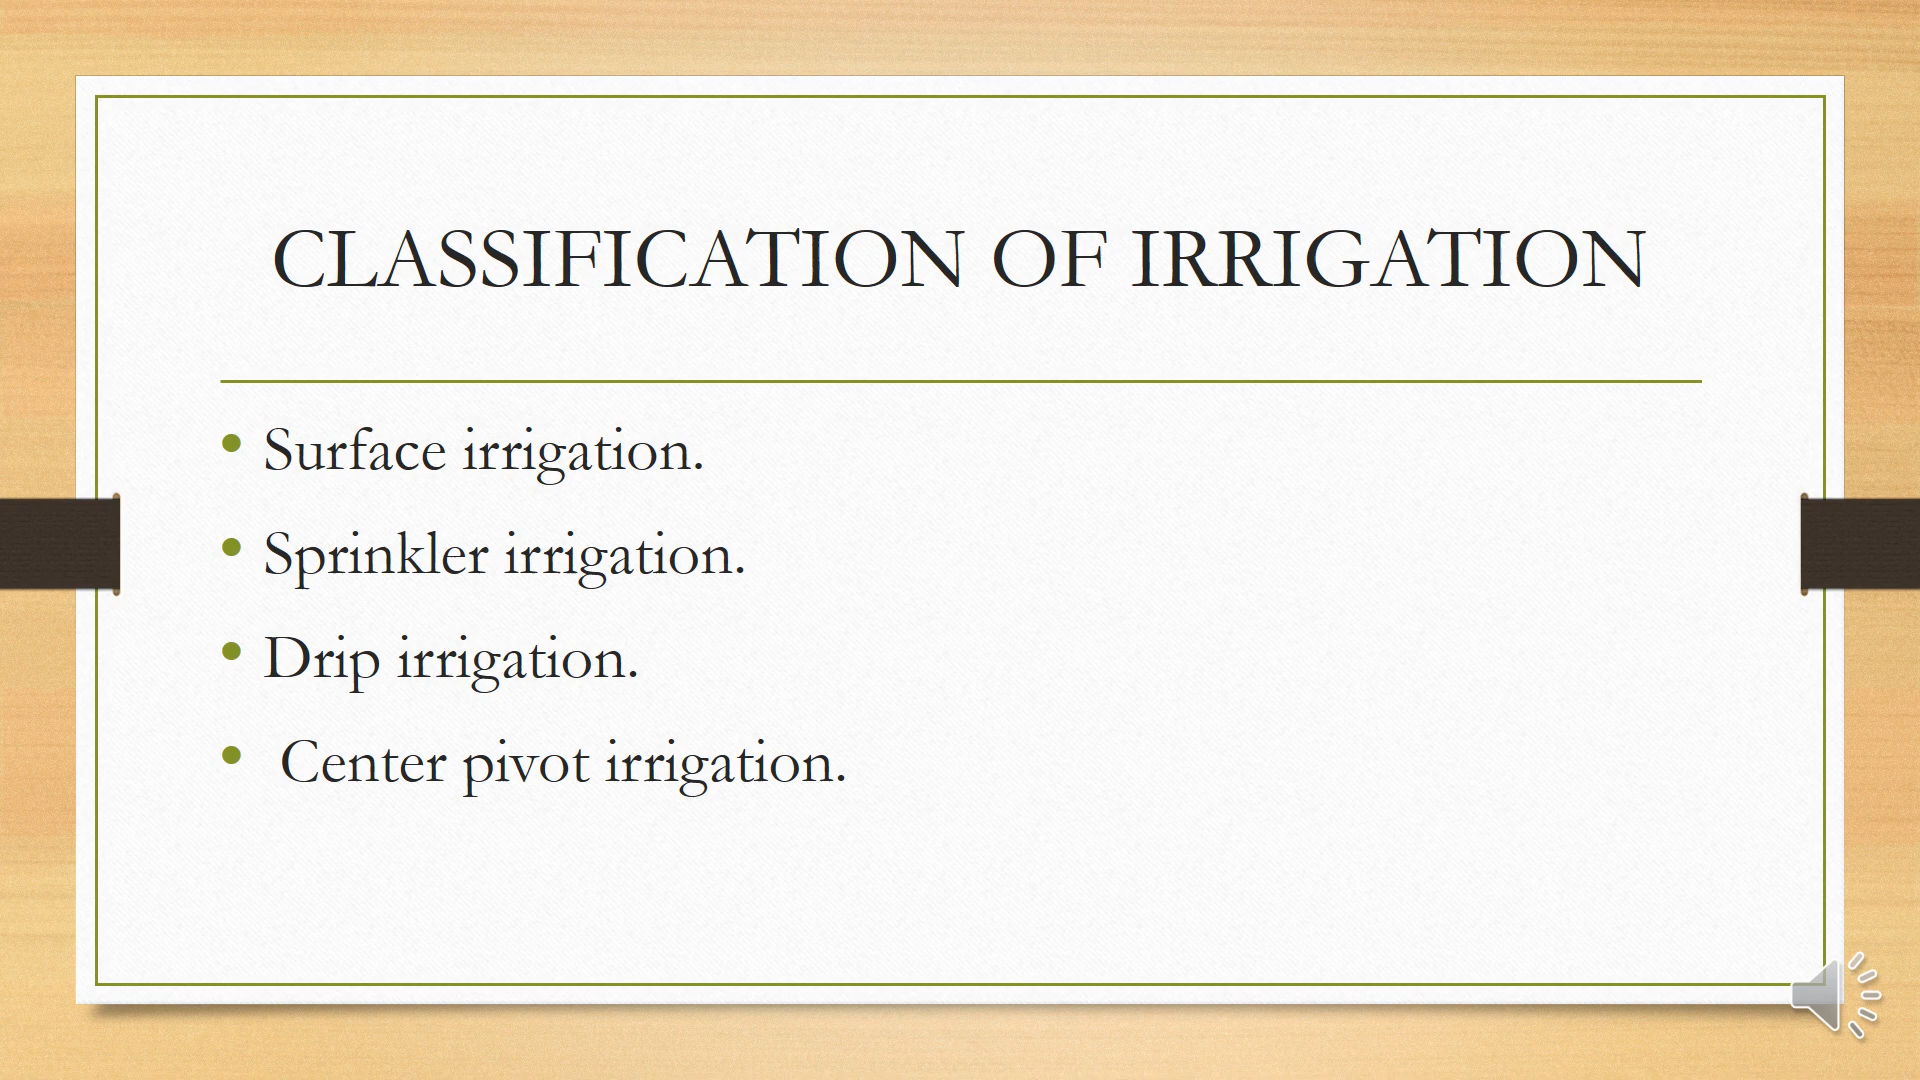 CLASSIFICATION OF IRRIGATION
• Surface irrigation.
• Sprinkler irrigation.
• Drip irrigation.
• Center pivot irrigation.